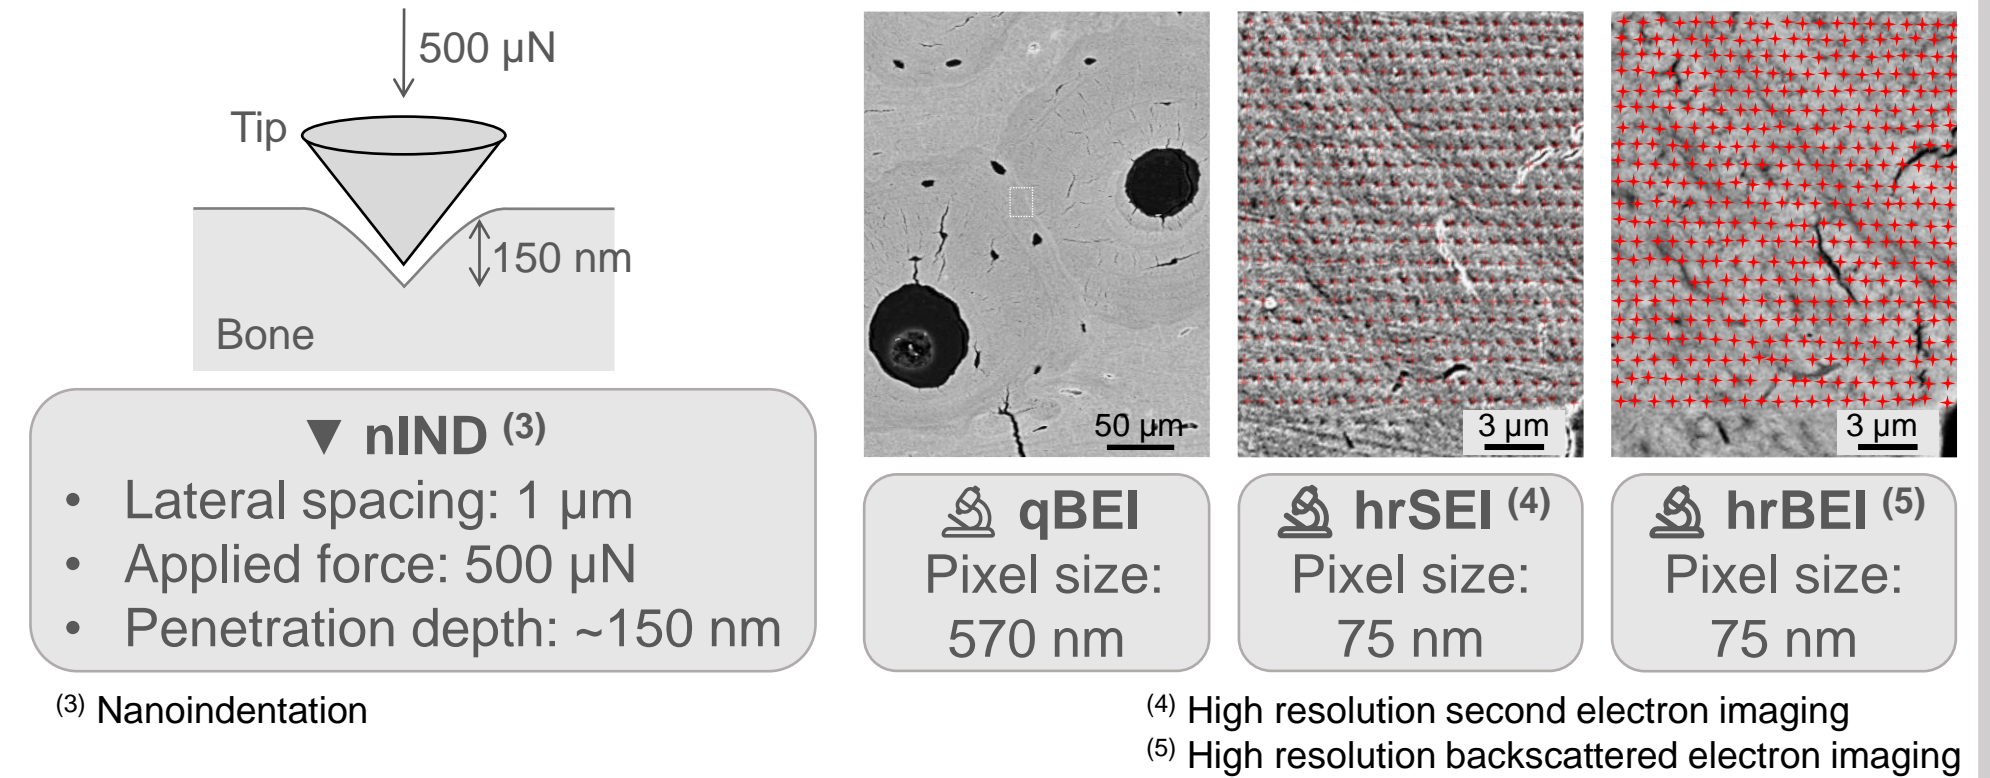 500 µN
Tip
150 nm
Bone
▼ nIND (3)
• Lateral spacing: 1 µm
• Applied force: 500 µN
• Penetration depth: ~150 nm
(3) Nanoindentation
50 µm
3 µm
3 µm
qBEI
Pixel size:
570 nm
hrSEI (4)
Pixel size:
75 nm
hrBEI (5)
Pixel size:
75 nm
(4) High resolution second electron imaging
(5) High resolution backscattered electron imaging